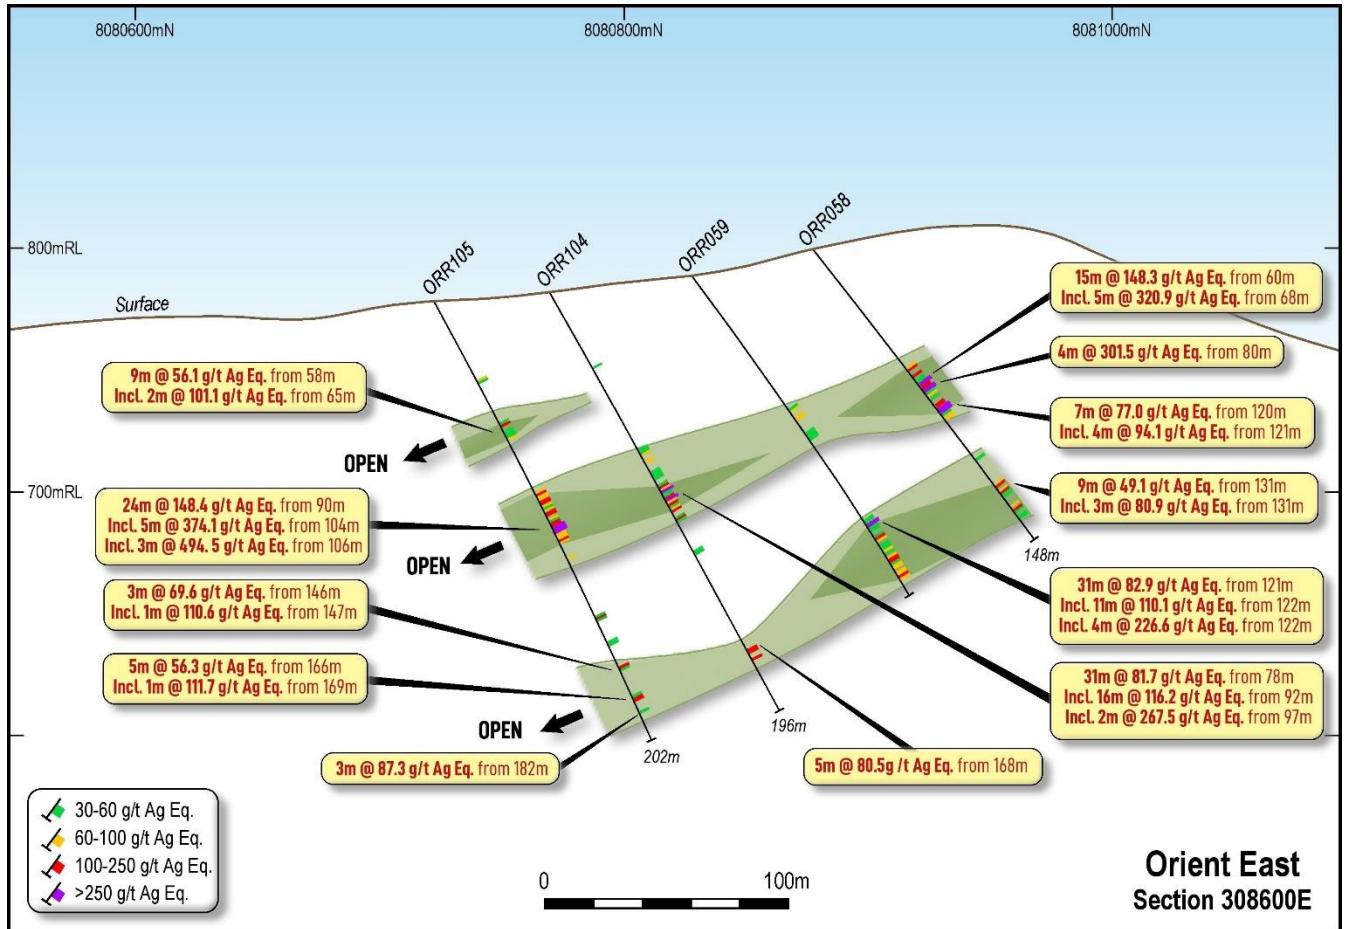 8080600mN
8080800mN
8081000mN
800mRL
700mRL
Surface
ORR105
ORR104
ORR059
ORR058
9m @ 56.1 g/t Ag Eq. from 58m
Incl. 2m @ 101.1 g/t Ag Eq. from 65m
OPEN
24m @ 148.4 g/t Ag Eq. from 90m
Incl. 5m @ 374.1 g/t Ag Eq. from 104m
Incl. 3m @ 494. 5 g/t Ag Eq. from 106m
OPEN
3m @ 69.6 g/t Ag Eq. from 146m
Incl. 1m @ 110.6 g/t Ag Eq. from 147m
5m @ 56.3 g/t Ag Eq. from 166m
Incl. 1m @ 111.7 g/t Ag Eq. from 169m
OPEN
3m @ 87.3 g/t Ag Eq. from 182m
202m
196m
148m
15m @ 148.3 g/t Ag Eq. from 60m
Incl. 5m @ 320.9 g/t Ag Eq. from 68m
4m @ 301.5 g/t Ag Eq. from 80m
7m @ 77.0 g/t Ag Eq. from 120m
Incl. 4m @ 94.1 g/t Ag Eq. from 121m
9m @ 49.1 g/t Ag Eq. from 131m
Incl. 3m @ 80.9 g/t Ag Eq. from 131m
31m @ 82.9 g/t Ag Eq. from 121m
Incl. 11m @ 110.1 g/t Ag Eq. from 122m
Incl. 4m @ 226.6 g/t Ag Eq. from 122m
31m @ 81.7 g/t Ag Eq. from 78m
Incl. 16m @ 116.2 g/t Ag Eq. from 92m
Incl. 2m @ 267.5 g/t Ag Eq. from 97m
5m @ 80.5g /t Ag Eq. from 168m
30-60 g/t Ag Eq.
60-100 g/t Ag Eq.
100-250 g/t Ag Eq.
>250 g/t Ag Eq.
0
100m
Orient East
Section 308600E